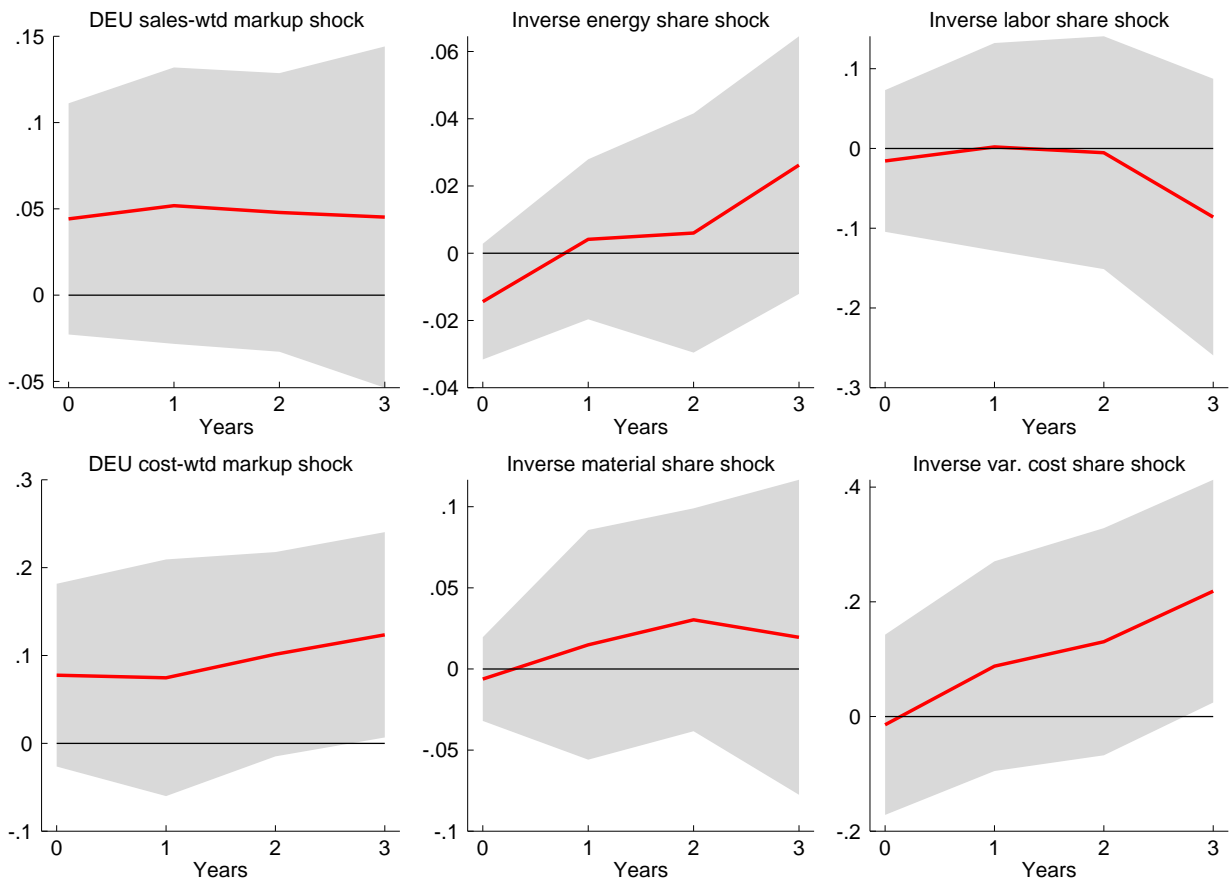 DEU sales-wtd markup shock
.15
.1
.05
0
-.05
0 1 2 3
Years
Inverse energy share shock
.06
.04
.02
0
-.02
-.04
0 1 2 3
Years
Inverse labor share shock
.1
0
-.1
-.2
-.3
0 1 2 3
Years
DEU cost-wtd markup shock
.3
.2
.1
0
-.1
0 1 2 3
Years
Inverse material share shock
.1
.05
0
-.05
-.1
0 1 2 3
Years
Inverse var. cost share shock
.4
.2
0
-.2
0 1 2 3
Years